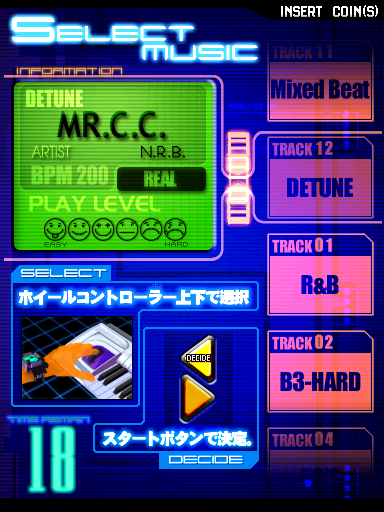 INSERT COIN(S)
SELECT
MUSIC
INFORMATION
DETUNE
MR.C.C.
ARTIST N.R.B.
BPM 200 REAL
PLAY LEVEL
EASY HARD
TRACK 11
Mixed Beat
TRACK 12
DETUNE
TRACK 01
R&B
TRACK 02
B3-HARD
TRACK 04
SELECT
ホイールコントローラー上下で選択
DECIDE
スタートボタンで決定。
DECIDE
TIME REMAIN
18